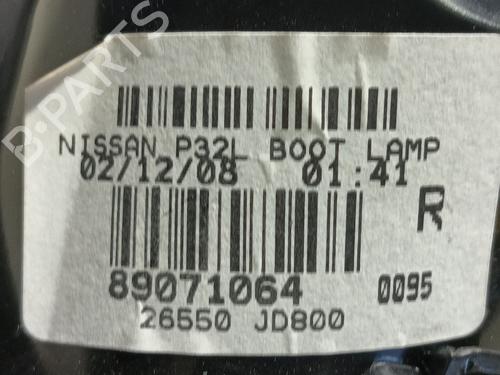 NISSAN P32L BOOT LAMP
02/12/08 01:41
R
89071064 0095
26550 JD800
B-PARTS